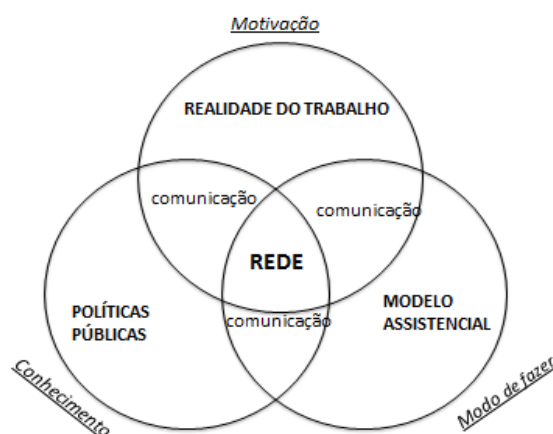 Motivação
REALIDADE DO TRABALHO
comunicação
comunicação
REDE
POLÍTICAS
PÚBLICAS
MODELO
ASSISTENCIAL
comunicação
Conhecimento
Modo de fazer